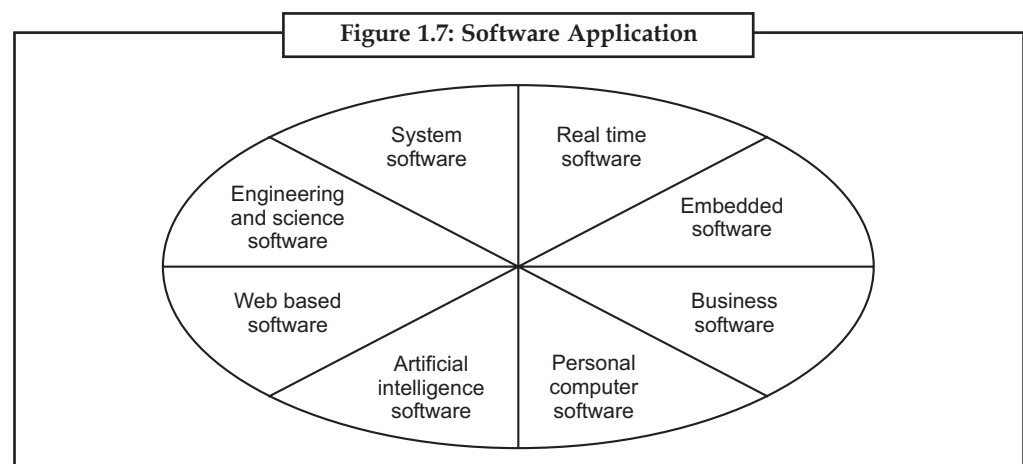 Figure 1.7: Software Application
System
software
Real time
software
Engineering
and science
software
Embedded
software
Web based
software
Business
software
Artificial
intelligence
software
Personal
computer
software